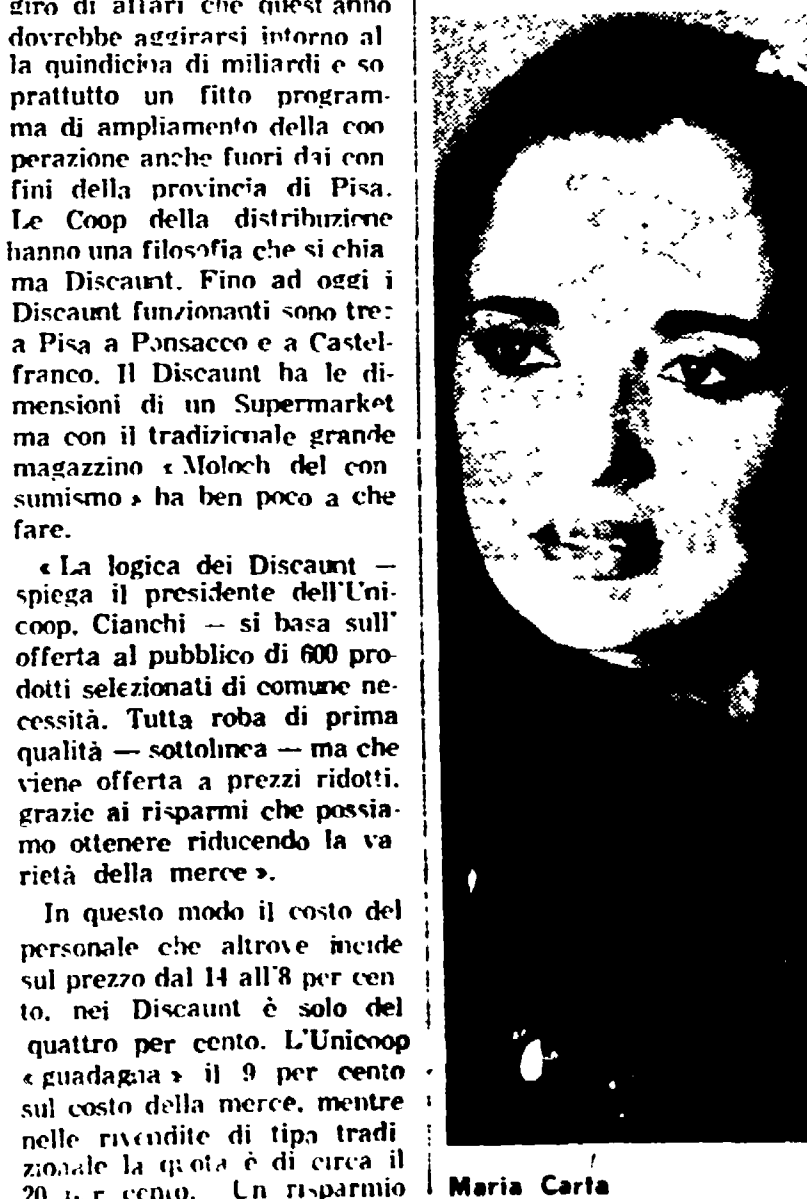 giro di affari che quest'anno
dovrebbe aggirarsi intorno al
la quindicina di miliardi e so
prattutto un fitto program-
ma di ampliamento della coo
perazione anche fuori dai con
fini della provincia di Pisa.
Le Coop della distribuzione
hanno una filosofia che si chia
ma Discaunt. Fino ad oggi i
Discaunt funzionanti sono tre:
a Pisa a Ponsacco e a Castel-
franco. Il Discaunt ha le di-
mensioni di un Supermarket
ma con il tradizionale grande
magazzino « Moloch del con
sumismo » ha ben poco a che
fare.
« La logica dei Discaunt —
spiega il presidente dell'Uni-
coop, Cianchi — si basa sull'
offerta al pubblico di 600 pro-
dotti selezionati di comune ne-
cessità. Tutta roba di prima
qualità — sottolinea — ma che
viene offerta a prezzi ridotti.
grazie ai risparmi che possia-
mo ottenere riducendo la va
rietà della merce ».
In questo modo il costo del
personale che altrove incide
sul prezzo dal 14 all'8 per cen
to, nei Discaunt è solo del
quattro per cento. L'Unicoop
« guadagna » il 9 per cento
sul costo della merce, mentre
nelle rivendite di tipo tradi
zionale la quota è di circa il
20 per cento. Un risparmio
Maria Carta